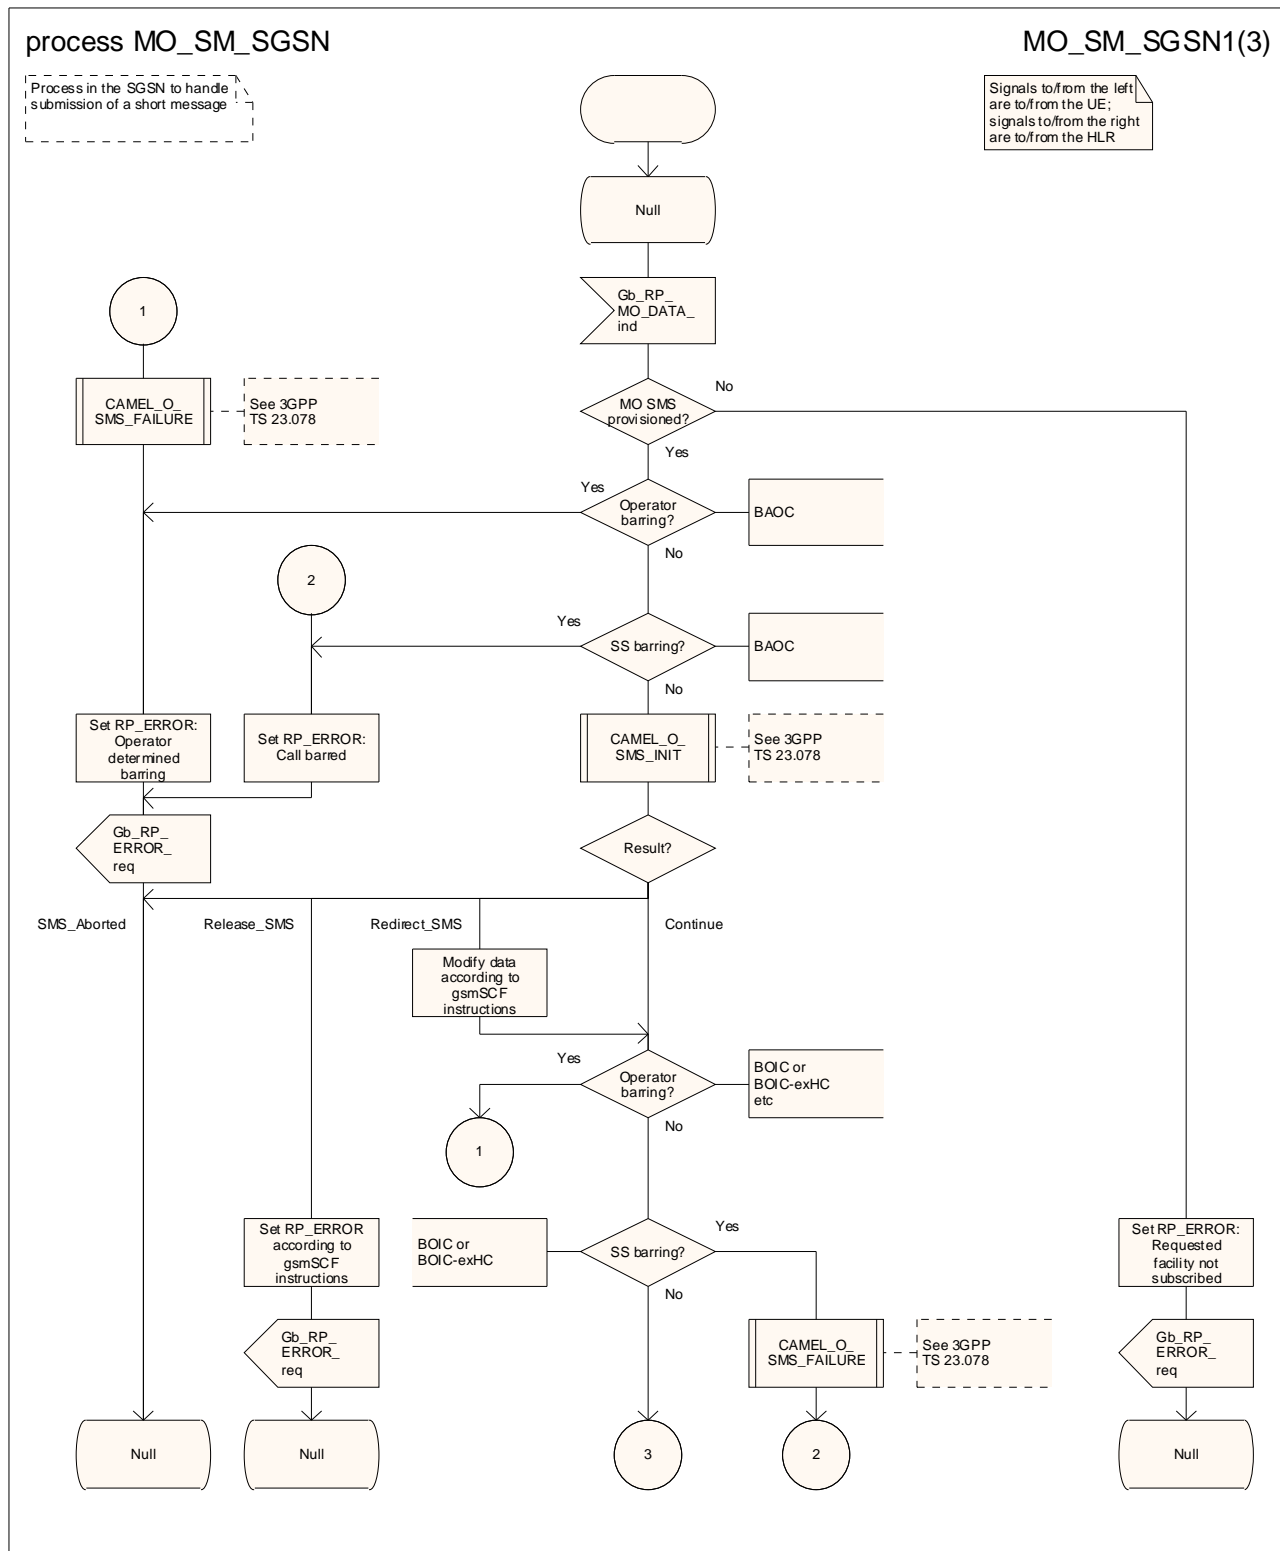 process MO_SM_SGSN
MO_SM_SGSN1(3)
Process in the SGSN to handle
submission of a short message
Signals to/from the left
are to/from the UE;
signals to/from the right
are to/from the HLR
Null
Gb_RP_
MO_DATA_
ind
1
CAMEL_O_
SMS_FAILURE
See 3GPP
TS 23.078
MO SMS
provisioned?
No
Yes
Yes
Operator
barring?
BAOC
No
2
Yes
SS barring?
BAOC
No
Set RP_ERROR:
Operator
determined
barring
Set RP_ERROR:
Call barred
CAMEL_O_
SMS_INIT
See 3GPP
TS 23.078
Gb_RP_
ERROR_
req
Result?
SMS_Aborted
Release_SMS
Redirect_SMS
Continue
Modify data
according to
gsmSCF
instructions
Yes
Operator
barring?
BOIC or
BOIC-exHC
etc
No
1
Set RP_ERROR
according to
gsmSCF
instructions
BOIC or
BOIC-exHC
SS barring?
Yes
No
Set RP_ERROR:
Requested
facility not
subscribed
Gb_RP_
ERROR_
req
CAMEL_O_
SMS_FAILURE
See 3GPP
TS 23.078
Gb_RP_
ERROR_
req
Null
Null
3
2
Null